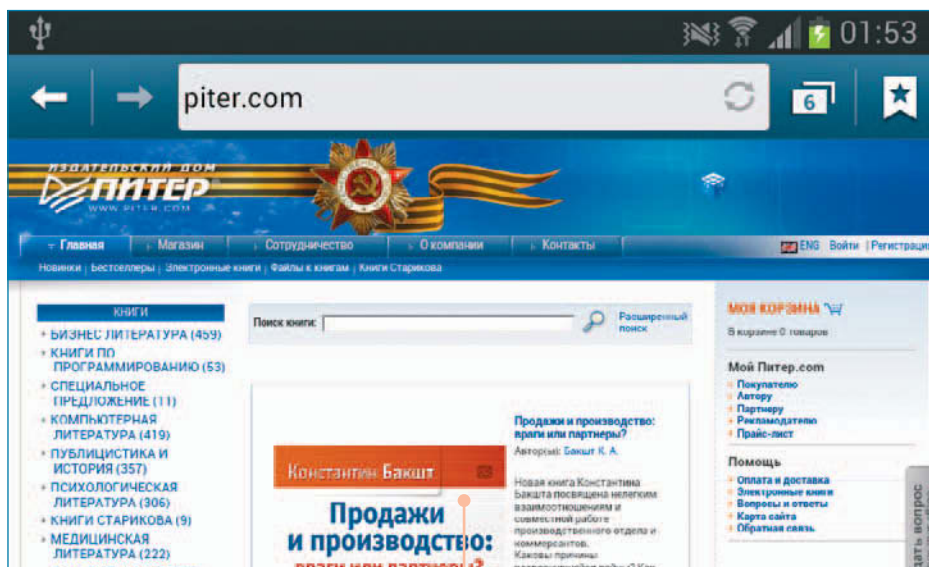 01:53
piter.com
6
ИЗДАТЕЛЬСКИЙ ДОМ
ПИТЕР
WWW.PITER.COM
Главная Магазин Сотрудничество О компании Контакты ENG Войти | Регистрация
Новинки | Бестселлеры | Электронные книги | Файлы к книгам | Книги Старикова
КНИГИ
БИЗНЕС ЛИТЕРАТУРА (459)
КНИГИ ПО
ПРОГРАММИРОВАНИЮ (53)
СПЕЦИАЛЬНОЕ
ПРЕДЛОЖЕНИЕ (11)
КОМПЬЮТЕРНАЯ
ЛИТЕРАТУРА (419)
ПУБЛИЦИСТИКА И
ИСТОРИЯ (357)
ПСИХОЛОГИЧЕСКАЯ
ЛИТЕРАТУРА (306)
КНИГИ СТАРИКОВА (9)
МЕДИЦИНСКАЯ
ЛИТЕРАТУРА (222)
Поиск книги:
Расширенный
поиск
Константин Бакшт
Продажи
и производство:
враги или партнеры?
Продажи и производство:
враги или партнеры?
Автор(ы): Бакшт К. А.
Новая книга Константина
Бакшта посвящена нелегким
взаимоотношениям и
совместной работе
производственного отдела и
коммерсантов.
Каковы причины
МОЯ КОРЗИНА
В корзине 0 товаров
Мой Питер.com
Покупателю
Автору
Партнеру
Рекламодателю
Прайс-лист
Помощь
Оплата и доставка
Электронные книги
Вопросы и ответы
Карта сайта
Обратная связь
вопрос